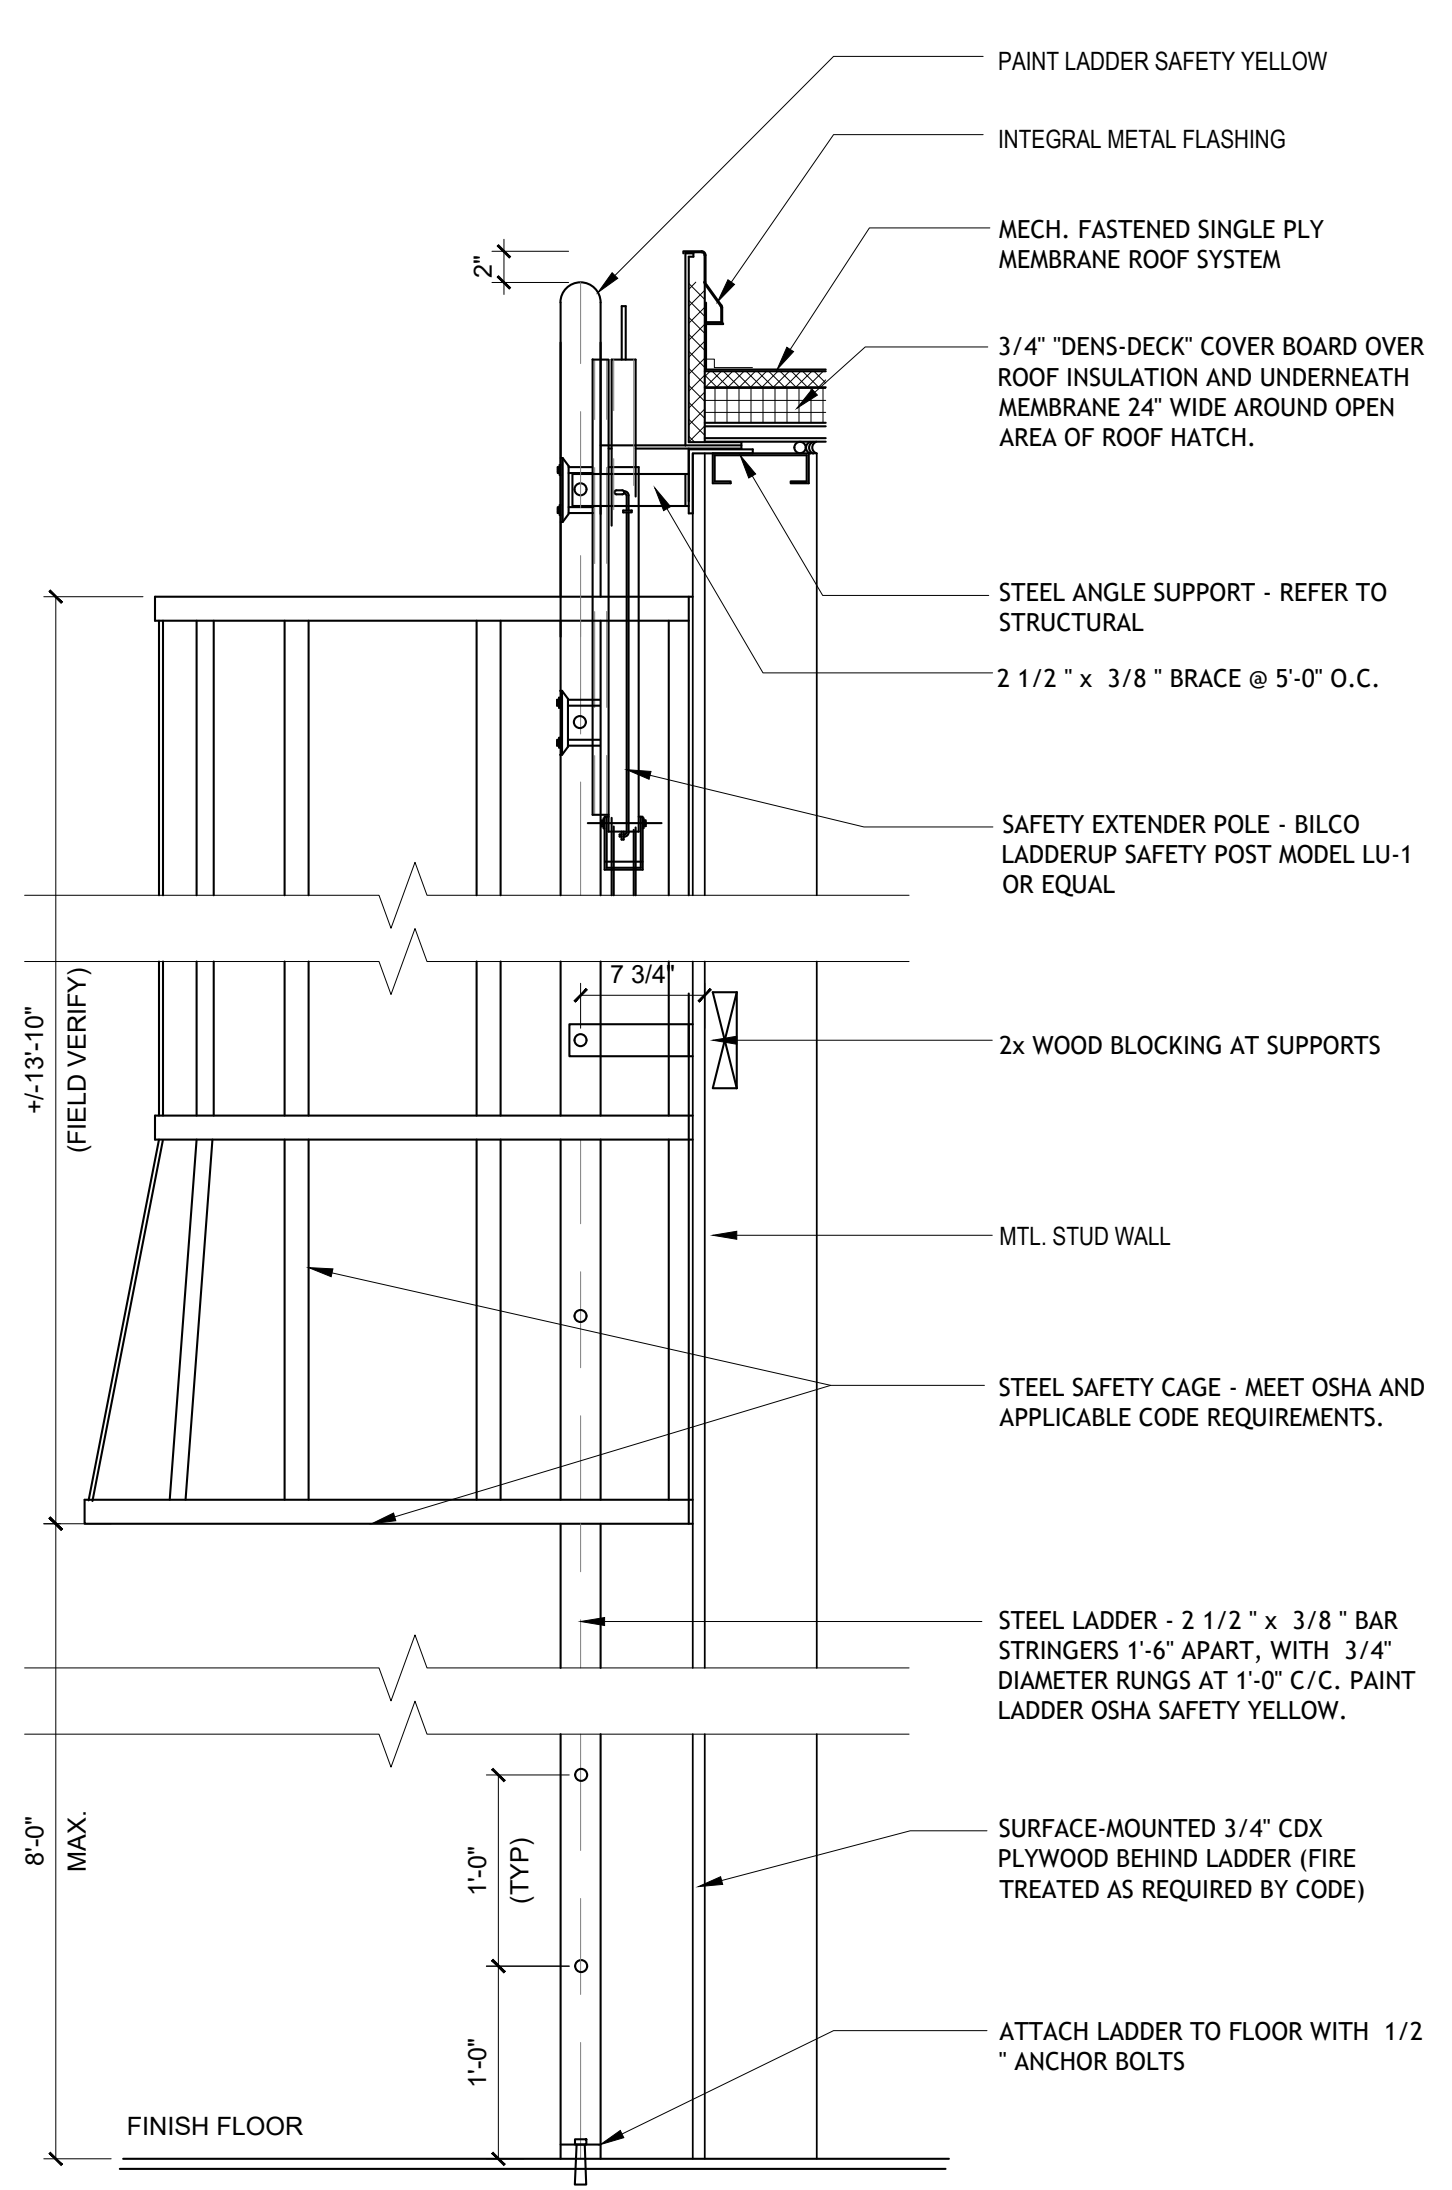 PAINT LADDER SAFETY YELLOW
INTEGRAL METAL FLASHING
MECH. FASTENED SINGLE PLY
MEMBRANE ROOF SYSTEM
2"
3/4" "DENS-DECK" COVER BOARD OVER
ROOF INSULATION AND UNDERNEATH
MEMBRANE 24" WIDE AROUND OPEN
AREA OF ROOF HATCH.
STEEL ANGLE SUPPORT - REFER TO
STRUCTURAL
2 1/2 " x 3/8 " BRACE @ 5'-0" O.C.
SAFETY EXTENDER POLE - BILCO
LADDERUP SAFETY POST MODEL LU-1
OR EQUAL
7 3/4"
+/-13'-10"
(FIELD VERIFY)
2x WOOD BLOCKING AT SUPPORTS
MTL. STUD WALL
STEEL SAFETY CAGE - MEET OSHA AND
APPLICABLE CODE REQUIREMENTS.
STEEL LADDER - 2 1/2 " x 3/8 " BAR
STRINGERS 1'-6" APART, WITH 3/4"
DIAMETER RUNGS AT 1'-0" C/C. PAINT
LADDER OSHA SAFETY YELLOW.
8'-0"
MAX.
1'-0"
(TYP)
SURFACE-MOUNTED 3/4" CDX
PLYWOOD BEHIND LADDER (FIRE
TREATED AS REQUIRED BY CODE)
1'-0"
ATTACH LADDER TO FLOOR WITH 1/2
" ANCHOR BOLTS
FINISH FLOOR